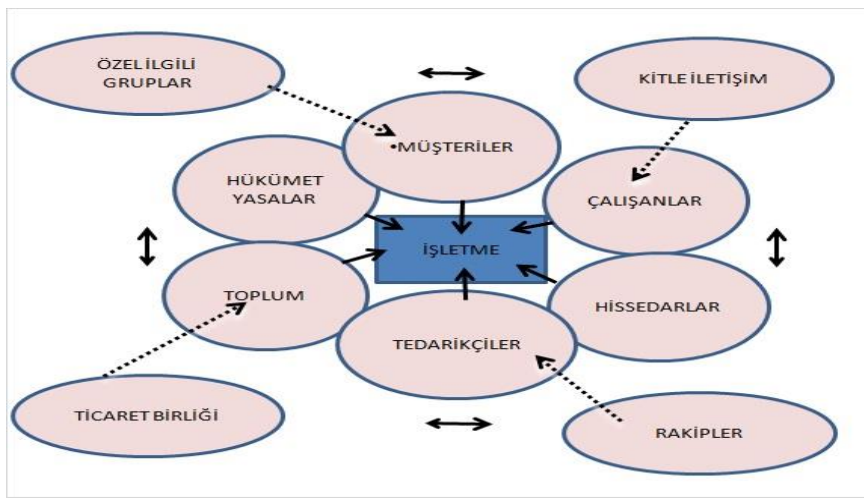 ÖZEL İLGİLİ
GRUPLAR
KİTLE İLETİŞİM
•MÜŞTERİLER
HÜKÜMET
YASALAR
ÇALIŞANLAR
İŞLETME
TOPLUM
HİSSEDARLAR
TEDARİKÇİLER
TİCARET BİRLİĞİ
RAKİPLER